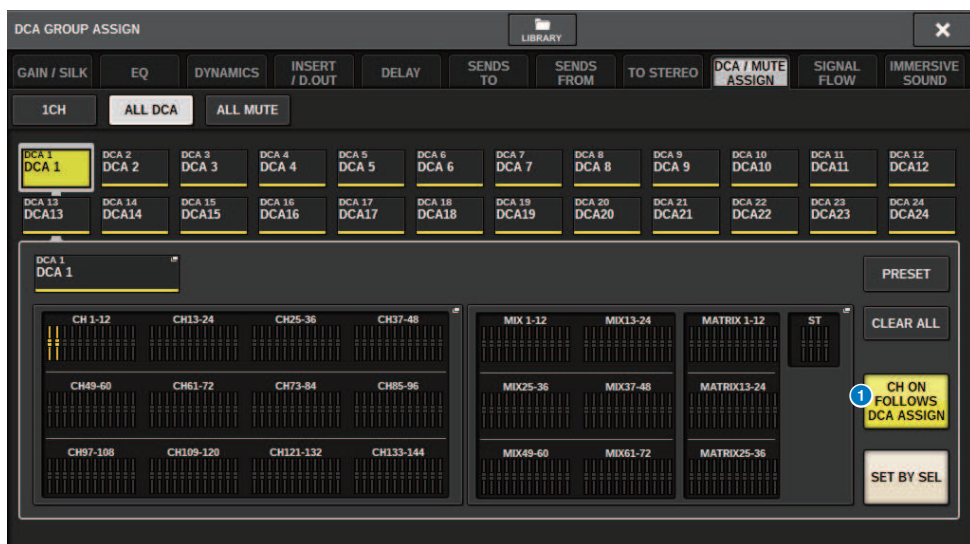 DCA GROUP ASSIGN
LIBRARY
GAIN / SILK EQ DYNAMICS INSERT / D.OUT DELAY SENDS TO SENDS FROM TO STEREO DCA / MUTE ASSIGN SIGNAL FLOW IMMERSIVE SOUND
1CH ALL DCA ALL MUTE
DCA 1 DCA 2 DCA 3 DCA 4 DCA 5 DCA 6 DCA 7 DCA 8 DCA 9 DCA 10 DCA 11 DCA 12
DCA 1 DCA 2 DCA 3 DCA 4 DCA 5 DCA 6 DCA 7 DCA 8 DCA 9 DCA10 DCA11 DCA12
DCA 13 DCA 14 DCA 15 DCA 16 DCA 17 DCA 18 DCA 19 DCA 20 DCA 21 DCA 22 DCA 23 DCA 24
DCA13 DCA14 DCA15 DCA16 DCA17 DCA18 DCA19 DCA20 DCA21 DCA22 DCA23 DCA24
DCA 1
DCA 1
PRESET
CH 1-12 CH13-24 CH25-36 CH37-48 MIX 1-12 MIX13-24 MATRIX 1-12 ST
CLEAR ALL
CH49-60 CH61-72 CH73-84 CH85-96 MIX25-36 MIX37-48 MATRIX13-24
1
CH ON
FOLLOWS
DCA ASSIGN
CH97-108 CH109-120 CH121-132 CH133-144 MIX49-60 MIX61-72 MATRIX25-36
SET BY SEL